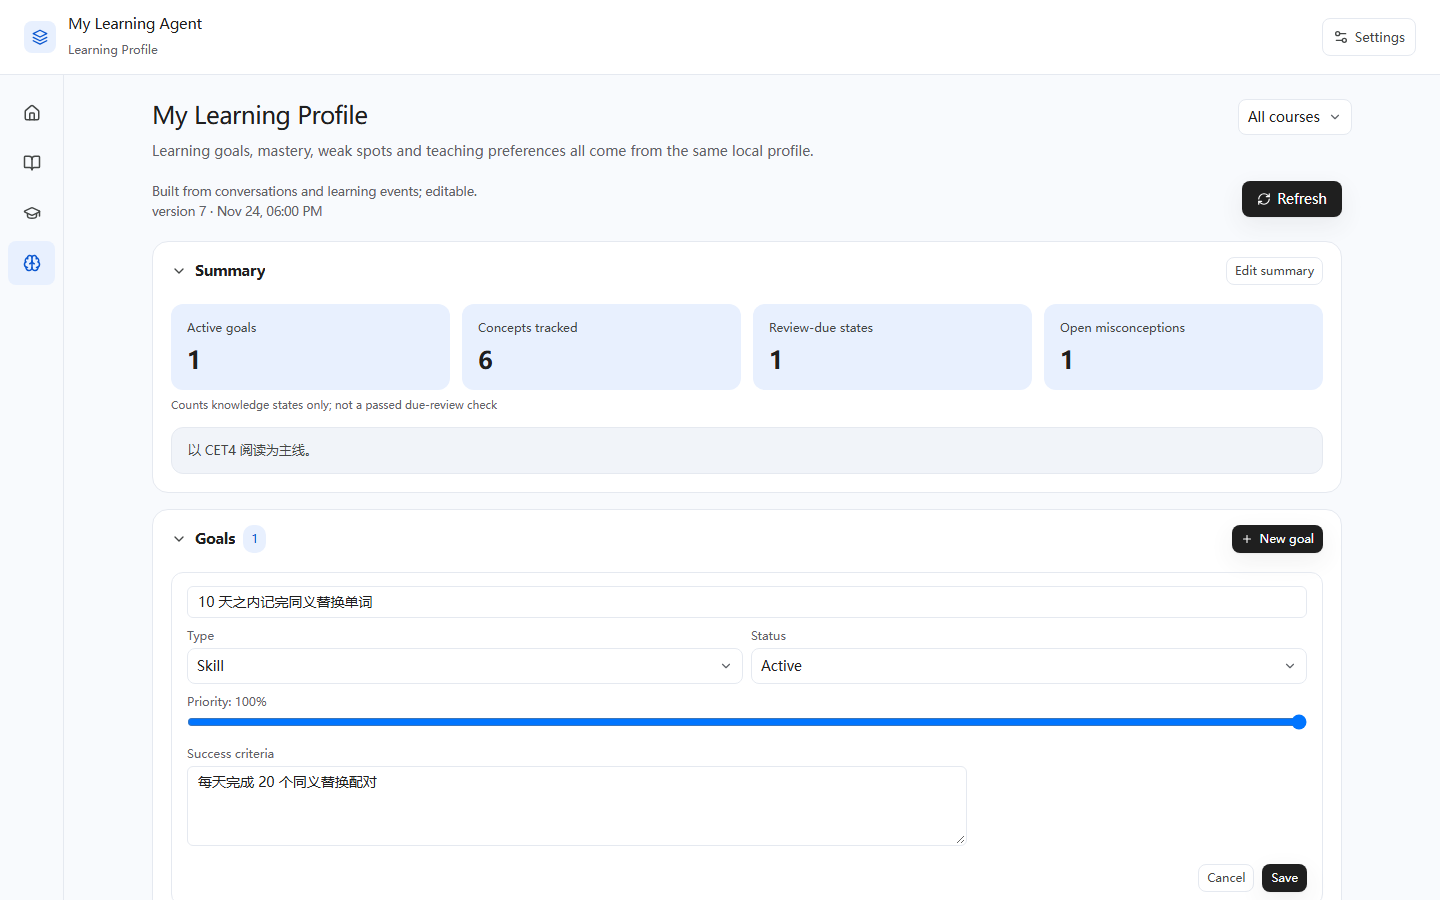 My Learning Agent
Learning Profile
Settings
My Learning Profile
All courses
Learning goals, mastery, weak spots and teaching preferences all come from the same local profile.
Built from conversations and learning events; editable.
version 7 · Nov 24, 06:00 PM
Refresh
Summary
Edit summary
Active goals
1
Concepts tracked
6
Review-due states
1
Open misconceptions
1
Counts knowledge states only; not a passed due-review check
以 CET4 阅读为主线。
Goals 1
+ New goal
10 天之内记完同义替换单词
Type
Status
Skill
Active
Priority: 100%
Success criteria
每天完成 20 个同义替换配对
Cancel
Save